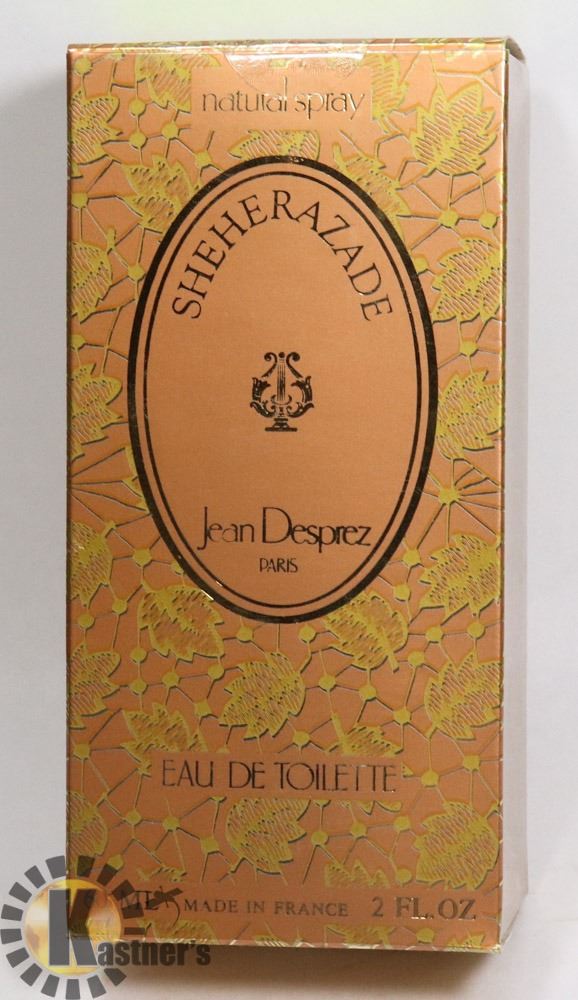 natural spray
SHEHERAZADE
Jean Desprez
PARIS
EAU DE TOILETTE
MADE IN FRANCE 2 FL. OZ
Kastner's